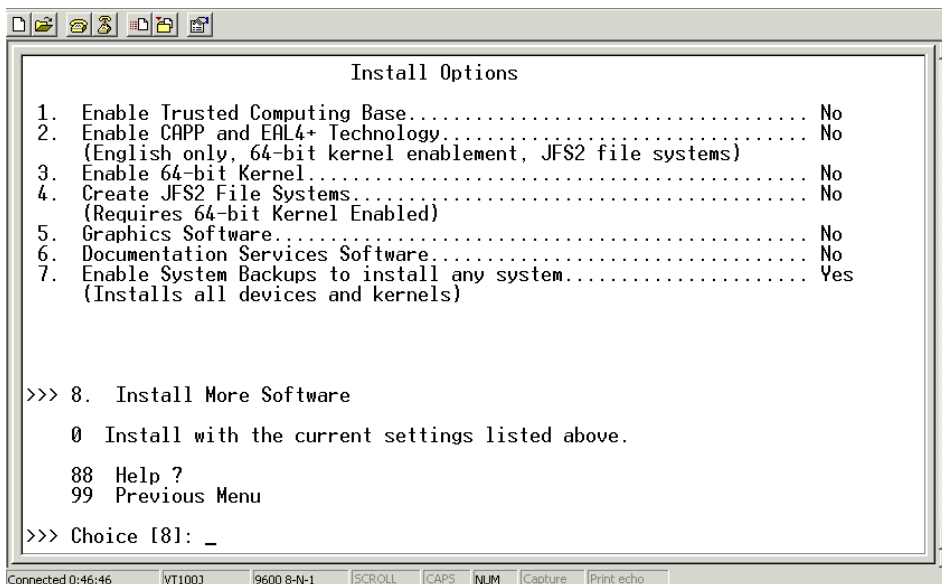 Install Options
1. Enable Trusted Computing Base................................... No
2. Enable CAPP and EAL4+ Technology................................ No
(English only, 64-bit kernel enablement, JFS2 file systems)
3. Enable 64-bit Kernel............................................ No
4. Create JFS2 File Systems........................................ No
(Requires 64-bit Kernel Enabled)
5. Graphics Software............................................... No
6. Documentation Services Software................................. No
7. Enable System Backups to install any system..................... Yes
(Installs all devices and kernels)
>>> 8. Install More Software
0 Install with the current settings listed above.
88 Help ?
99 Previous Menu
>>> Choice [8]: _
Connected 0:46:46 VT100J 9600 8-N-1 SCROLL CAPS NUM Capture Print echo